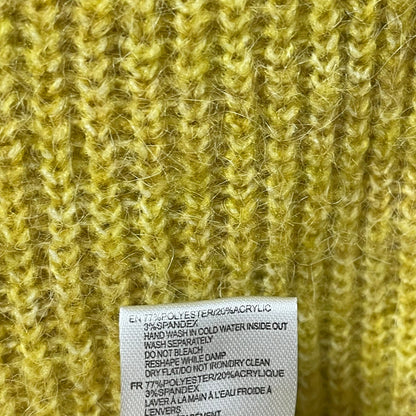 EN 77%POLYESTER/20%ACRYLIC
3%SPANDEX
HAND WASH IN COLD WATER INSIDE OUT
WASH SEPARATELY
DO NOT BLEACH
RESHAPE WHILE DAMP
DRY FLAT/DO NOT IRON/DRY CLEAN
FR 77%POLYESTER/20%ACRYLIQUE
3%SPANDEX
LAVER À LA MAIN À L'EAU FROIDE À
L'ENVERS
SÉPARÉMENT